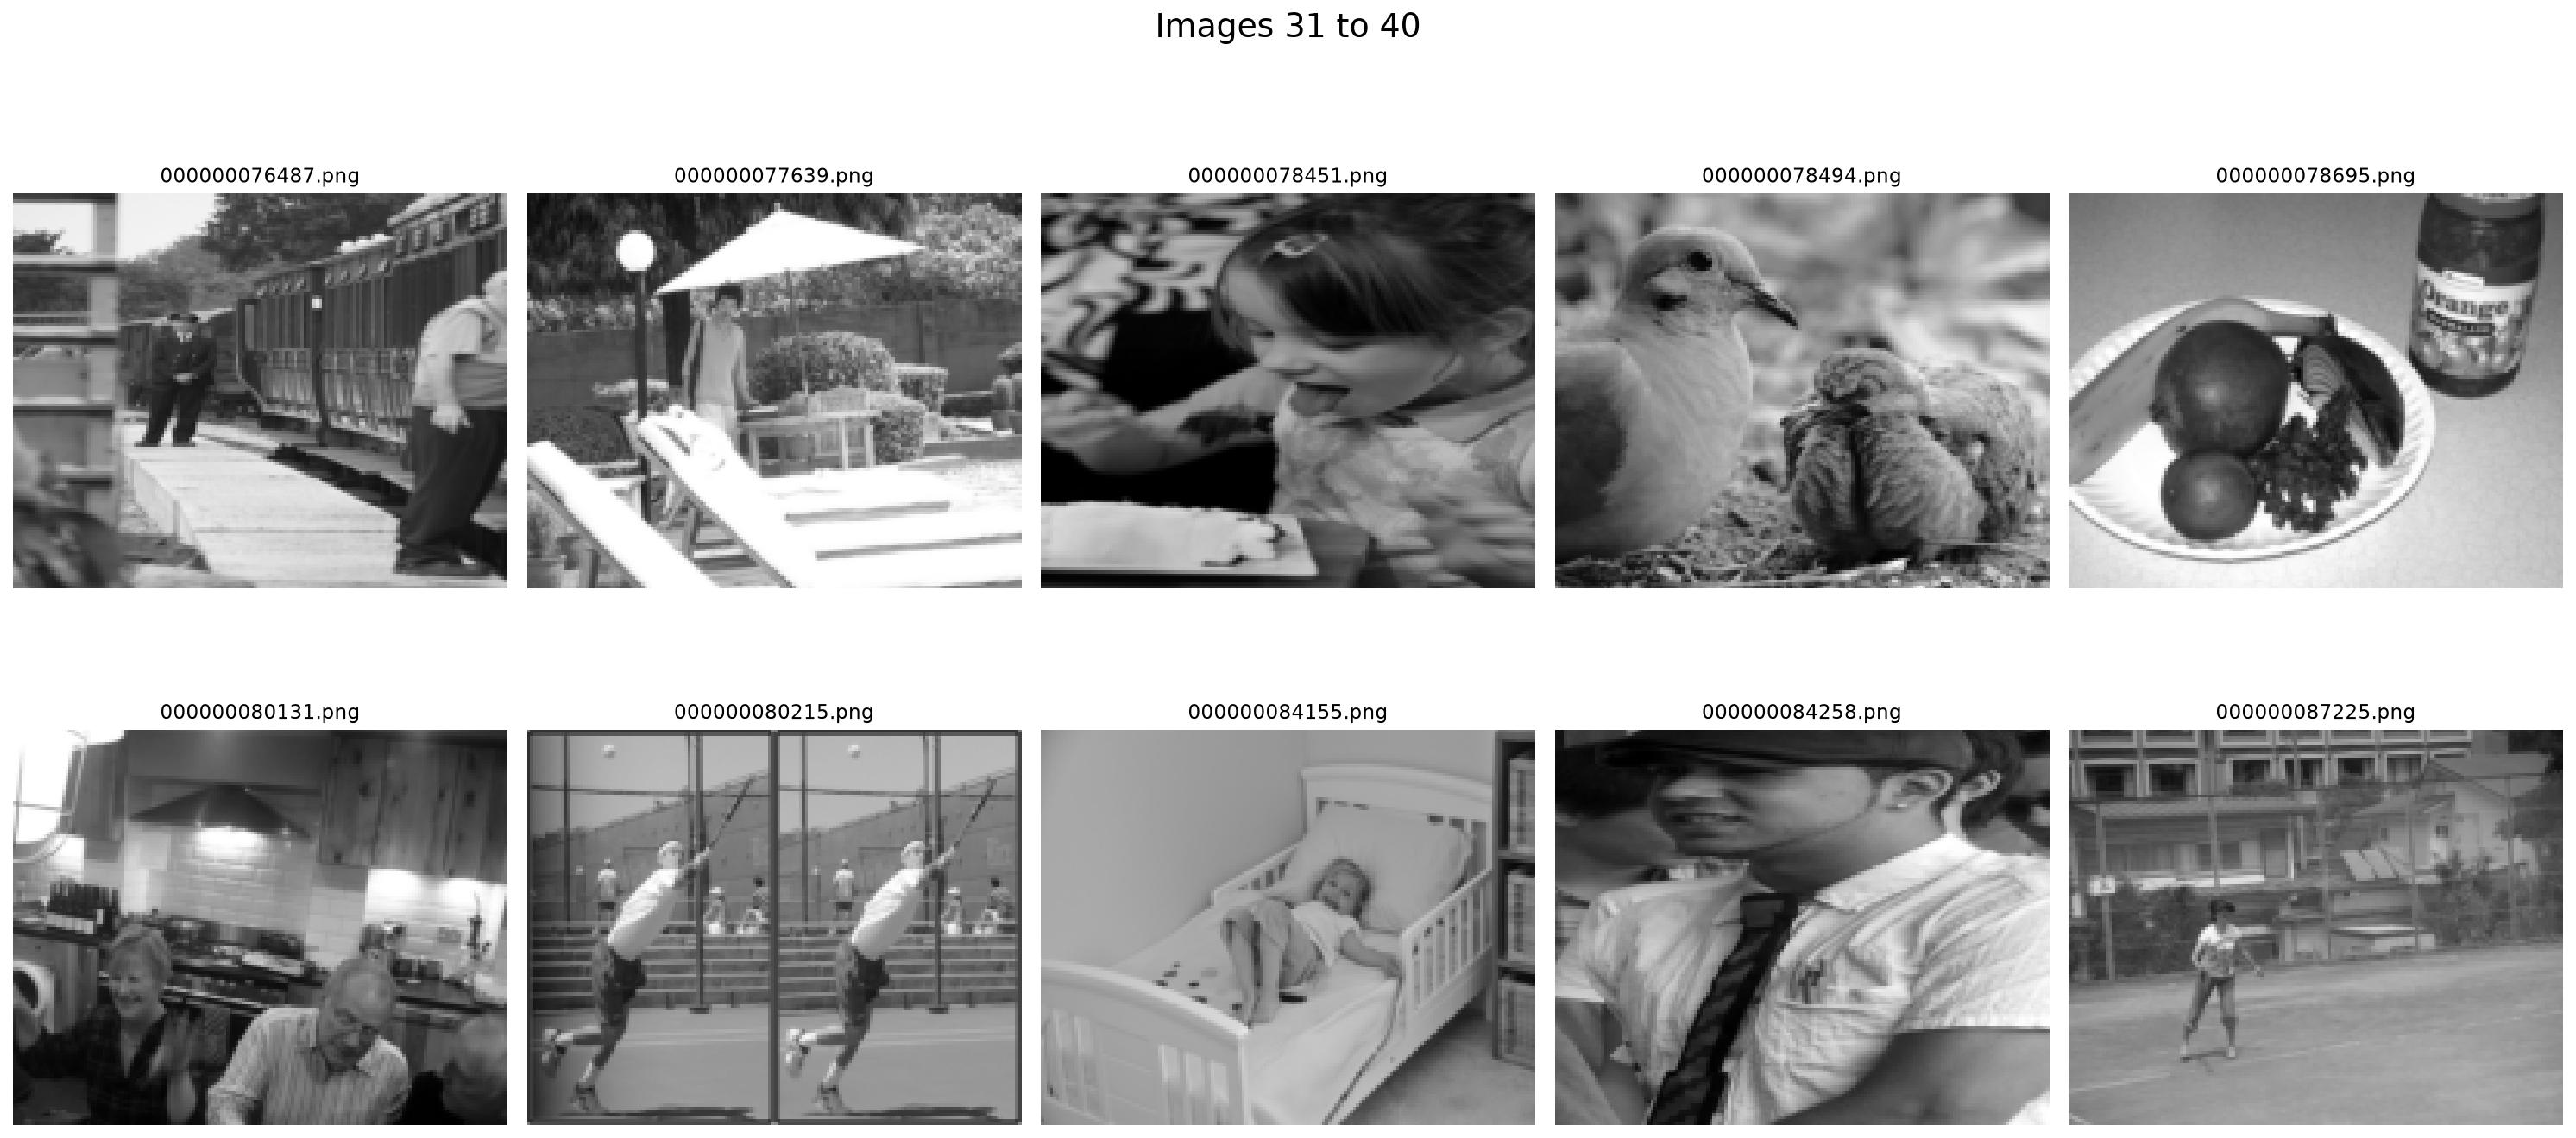 Images 31 to 40
000000076487.png
000000077639.png
000000078451.png
000000078494.png
000000078695.png
Orange
000000080131.png
000000080215.png
000000084155.png
000000084258.png
000000087225.png